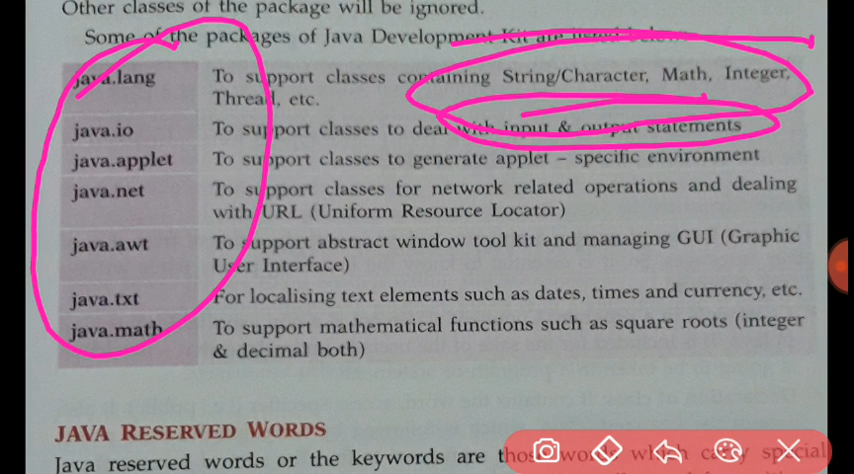 Other classes of the package will be ignored.
Some of the packages of Java Development Kit are listed below:
java.lang To support classes containing String/Character, Math, Integer,
Thread, etc.
java.io To support classes to deal with input & output statements
java.applet To support classes to generate applet – specific environment
java.net To support classes for network related operations and dealing
with URL (Uniform Resource Locator)
java.awt To support abstract window tool kit and managing GUI (Graphic
User Interface)
java.txt For localising text elements such as dates, times and currency, etc.
java.math To support mathematical functions such as square roots (integer
& decimal both)
JAVA RESERVED WORDS
Java reserved words or the keywords are those words which carry special